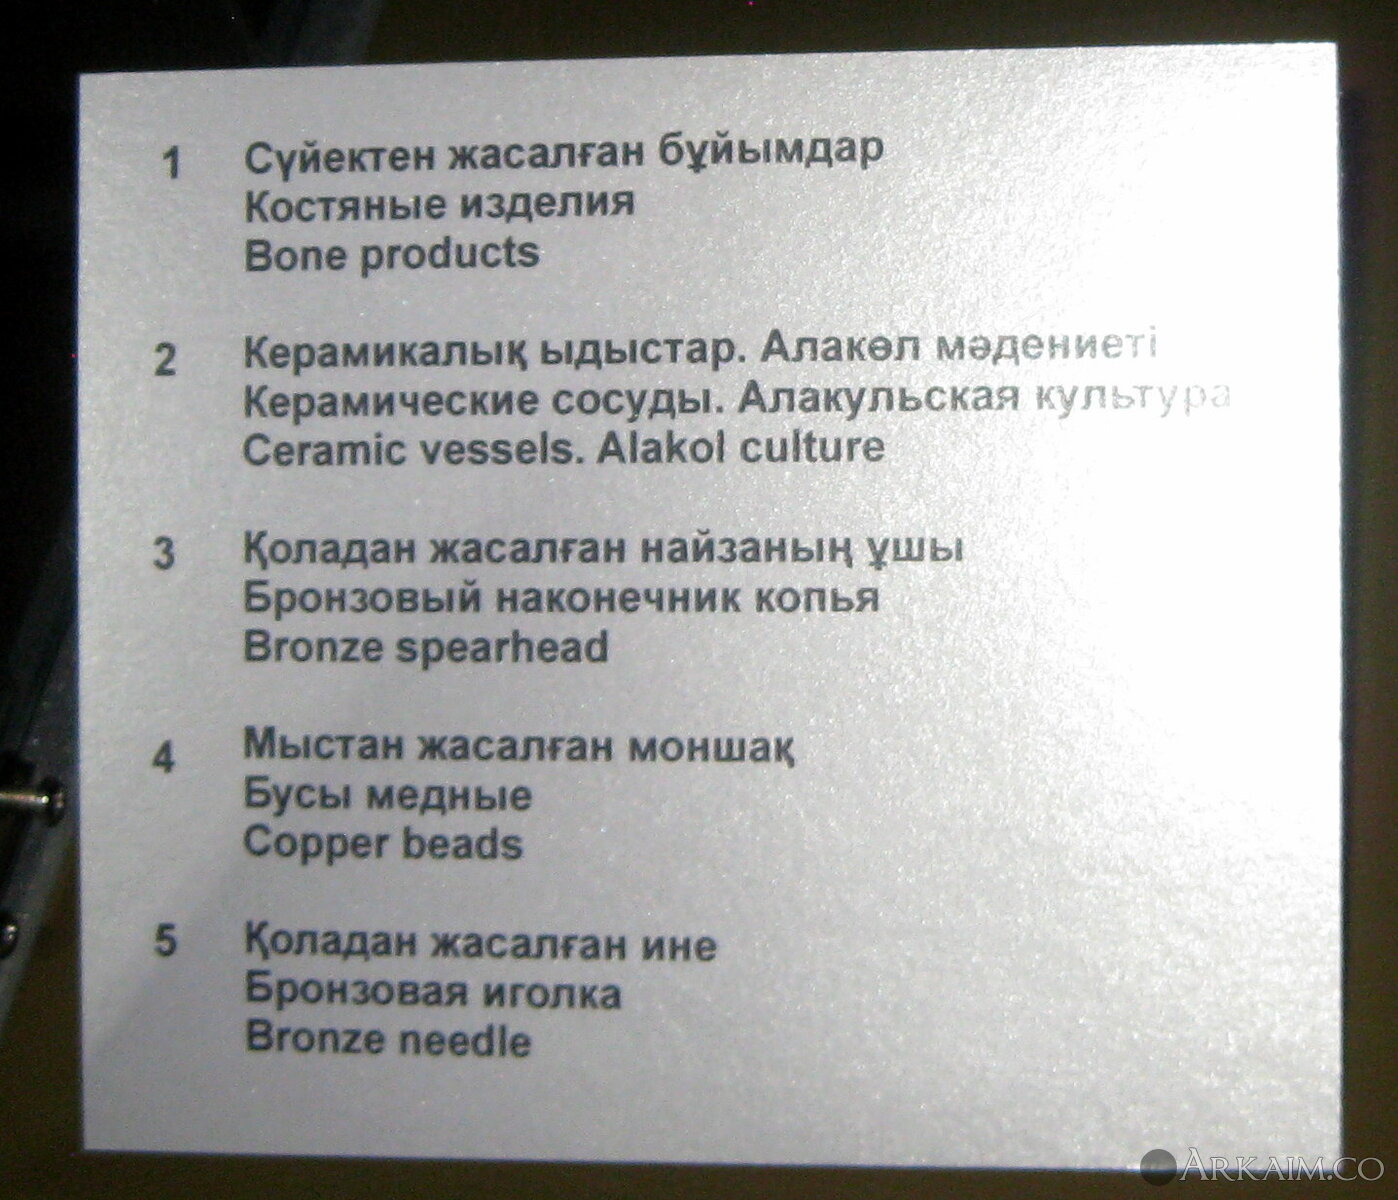 1 Сүйектен жасалған бұйымдар
Костяные изделия
Bone products
2 Керамикалық ыдыстар. Алакөл мәдениеті
Керамические сосуды. Алакульская культура
Ceramic vessels. Alakol culture
3 Қоладан жасалған найзаның ұшы
Бронзовый наконечник копья
Bronze spearhead
4 Мыстан жасалған моншақ
Бусы медные
Copper beads
5 Қоладан жасалған ине
Бронзовая иголка
Bronze needle
ARKAIM.CO